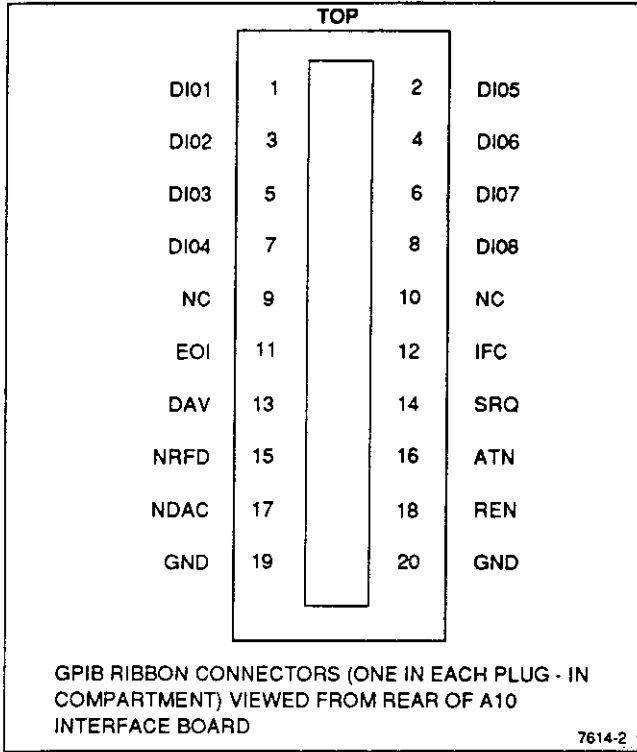 TOP
DI01 1 2 DI05
DI02 3 4 DI06
DI03 5 6 DI07
DI04 7 8 DI08
NC 9 10 NC
EOI 11 12 IFC
DAV 13 14 SRQ
NRFD 15 16 ATN
NDAC 17 18 REN
GND 19 20 GND
GPIB RIBBON CONNECTORS (ONE IN EACH PLUG - IN
COMPARTMENT) VIEWED FROM REAR OF A10
INTERFACE BOARD
7614-2